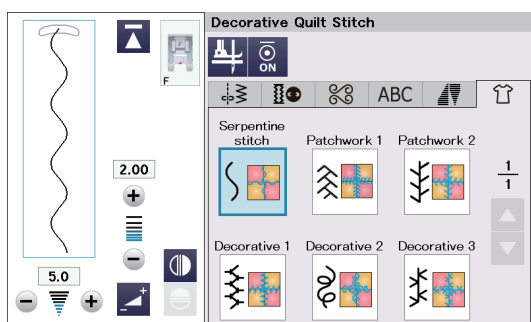 Decorative Quilt Stitch
F
ON
ABC
Serpentine
stitch
Patchwork 1
Patchwork 2
1
1
2.00
Decorative 1
Decorative 2
Decorative 3
5.0